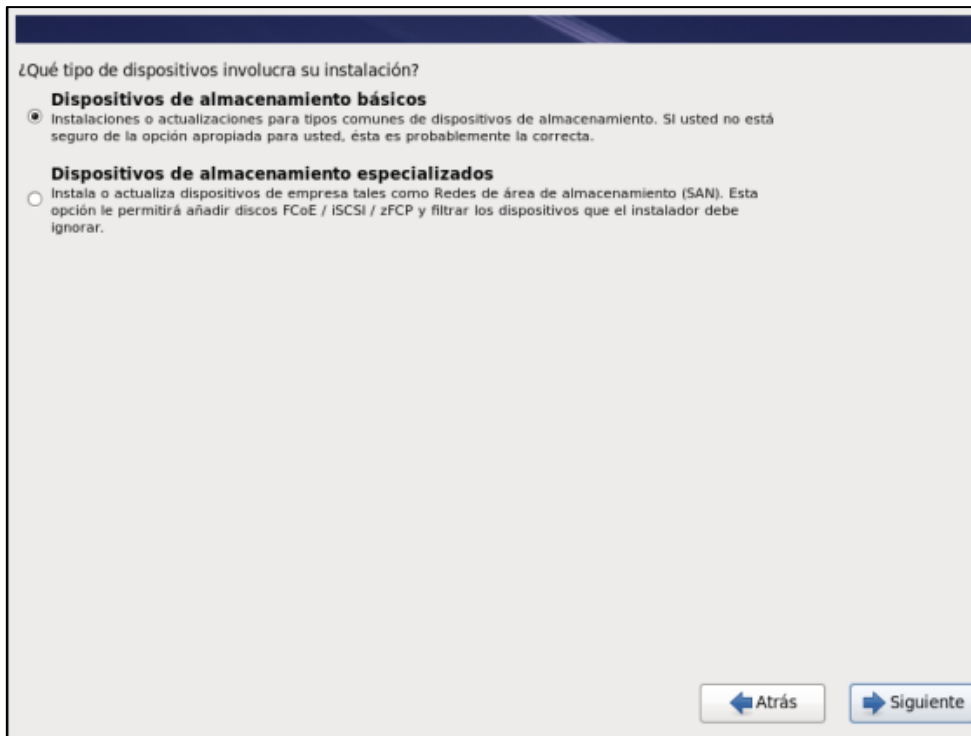 ¿Qué tipo de dispositivos involucra su instalación?
Dispositivos de almacenamiento básicos
Instalaciones o actualizaciones para tipos comunes de dispositivos de almacenamiento. SI usted no está
seguro de la opción apropiada para usted, ésta es probablemente la correcta.
Dispositivos de almacenamiento especializados
Instala o actualiza dispositivos de empresa tales como Redes de área de almacenamiento (SAN). Esta
opción le permitirá añadir discos FCoE / iSCSI / zFCP y filtrar los dispositivos que el instalador debe
ignorar.
Atrás
Siguiente